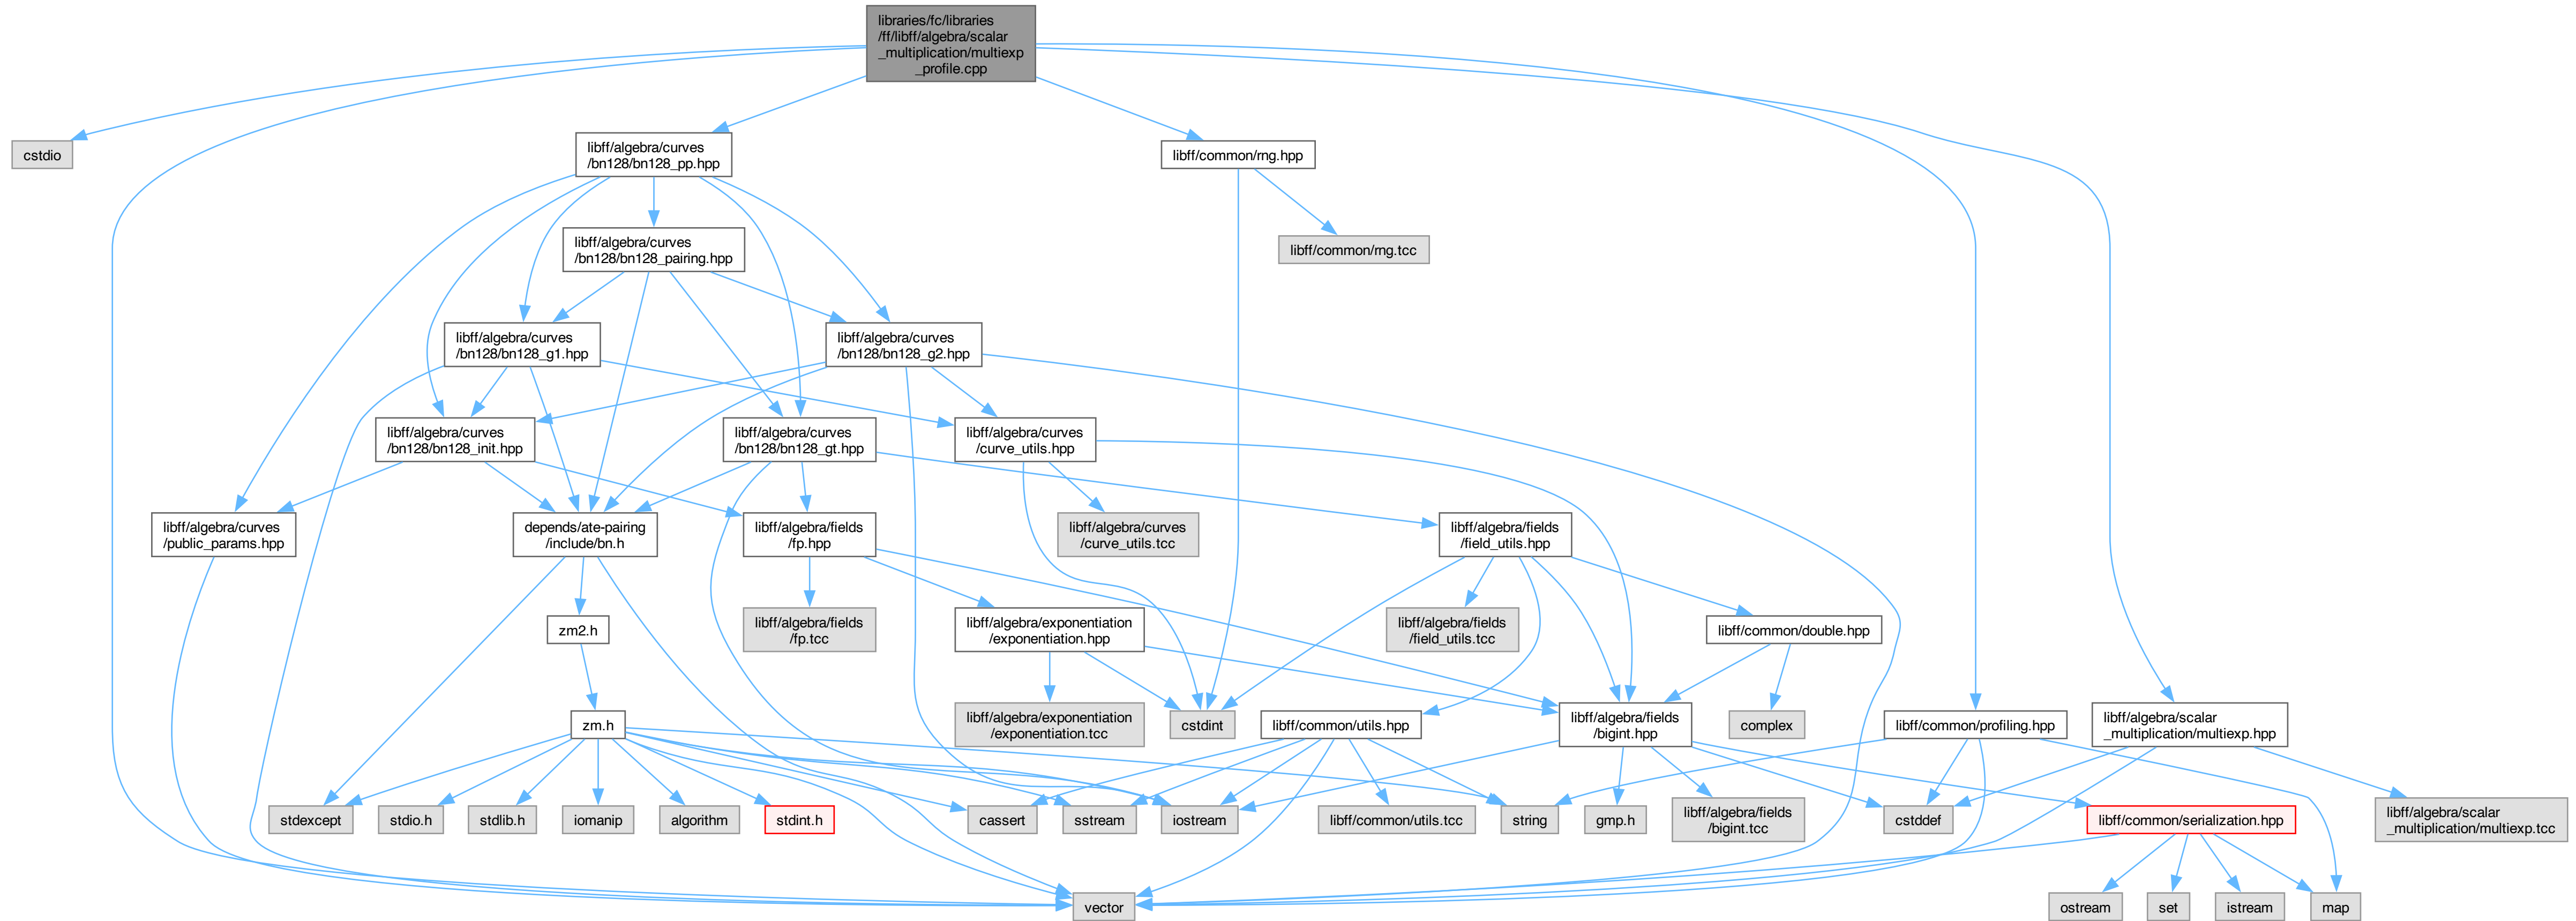 libraries/fc/libraries
/ff/libff/algebra/scalar
_multiplication/multiexp
_profile.cpp
cstdio
libff/algebra/curves
/bn128/bn128_pp.hpp
libff/common/rng.hpp
libff/algebra/curves
/bn128/bn128_pairing.hpp
libff/common/rng.tcc
libff/algebra/curves
/bn128/bn128_g1.hpp
libff/algebra/curves
/bn128/bn128_g2.hpp
libff/algebra/curves
/bn128/bn128_init.hpp
libff/algebra/curves
/bn128/bn128_gt.hpp
libff/algebra/curves
/curve_utils.hpp
libff/algebra/curves
/public_params.hpp
depends/ate-pairing
/include/bn.h
libff/algebra/fields
/fp.hpp
libff/algebra/curves
/curve_utils.tcc
libff/algebra/fields
/field_utils.hpp
zm2.h
libff/algebra/fields
/fp.tcc
libff/algebra/exponentiation
/exponentiation.hpp
libff/algebra/fields
/field_utils.tcc
libff/common/double.hpp
zm.h
libff/algebra/exponentiation
/exponentiation.tcc
cstdint
libff/common/utils.hpp
libff/algebra/fields
/bigint.hpp
complex
libff/common/profiling.hpp
libff/algebra/scalar
_multiplication/multiexp.hpp
stdexcept
stdio.h
stdlib.h
iomanip
algorithm
stdint.h
cassert
sstream
iostream
libff/common/utils.tcc
string
gmp.h
libff/algebra/fields
/bigint.tcc
cstddef
libff/common/serialization.hpp
libff/algebra/scalar
_multiplication/multiexp.tcc
vector
ostream
set
istream
map